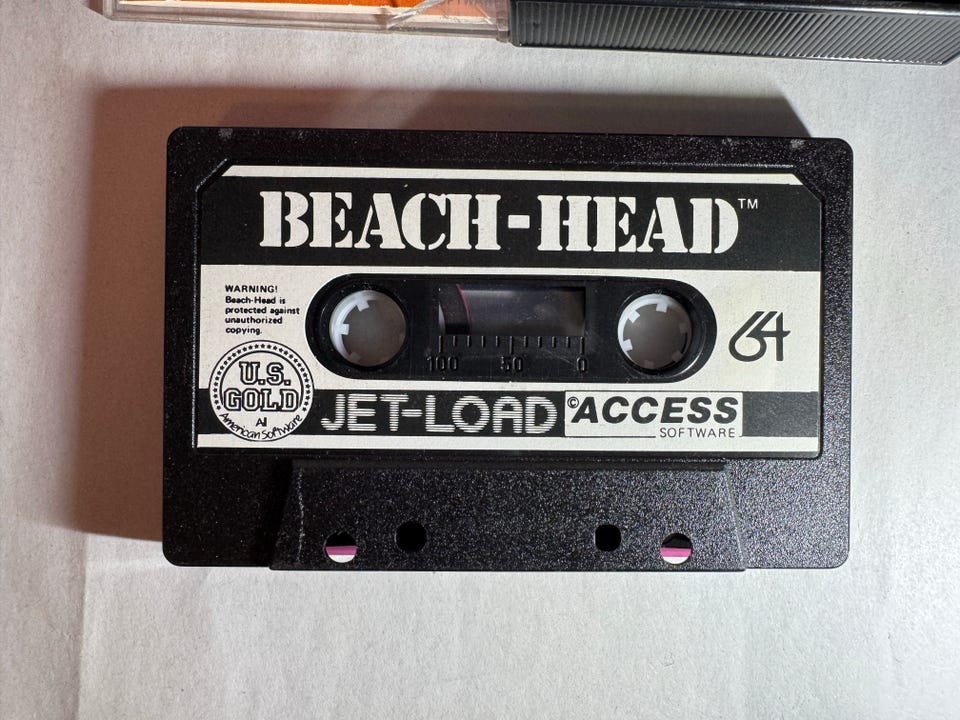 BEACH-HEAD™
WARNING!
Beach-Head is
protected against
unauthorized
copying.
64
100 50 0
U.S.
GOLD
All
American Software
JET-LOAD
©ACCESS
SOFTWARE